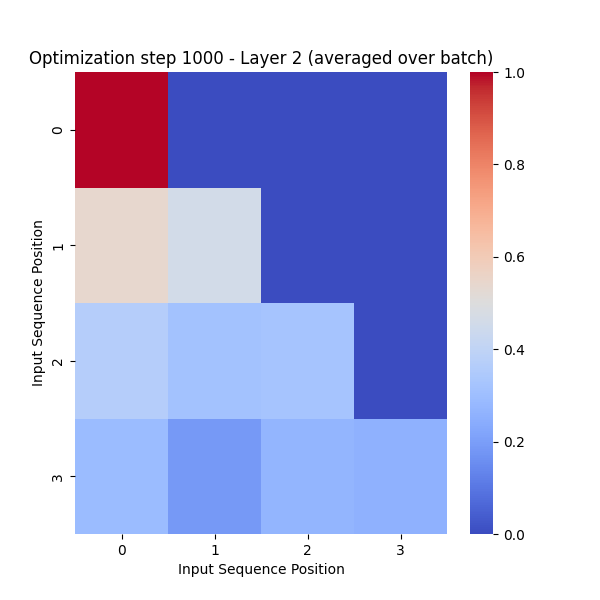 Optimization step 1000 - Layer 2 (averaged over batch)
1.0
0.8
0.6
0.4
0.2
0.0
Input Sequence Position
0
1
2
3
0 1 2 3
Input Sequence Position